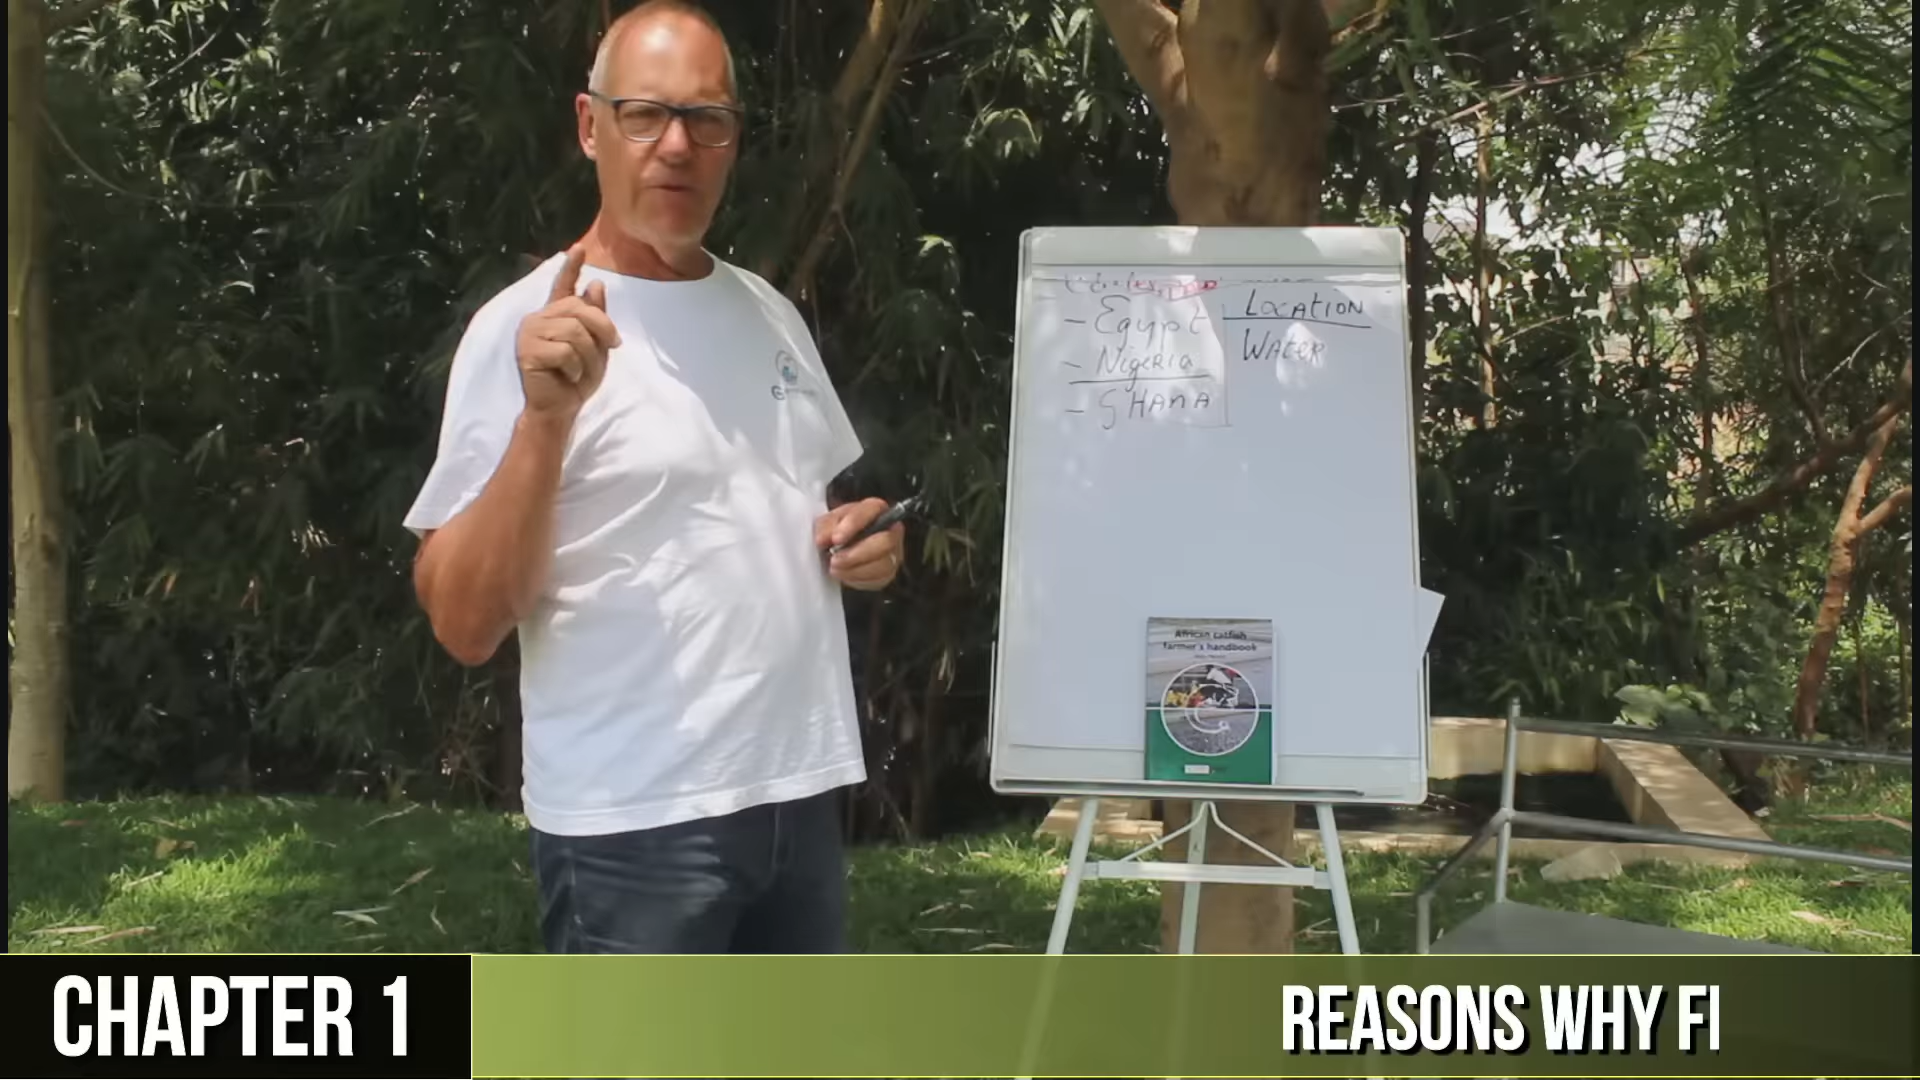 - Egypt
- Nigeria
- GHANA
LOCATION
WATER
African catfish
farmer's handbook
CHAPTER 1
REASONS WHY FI